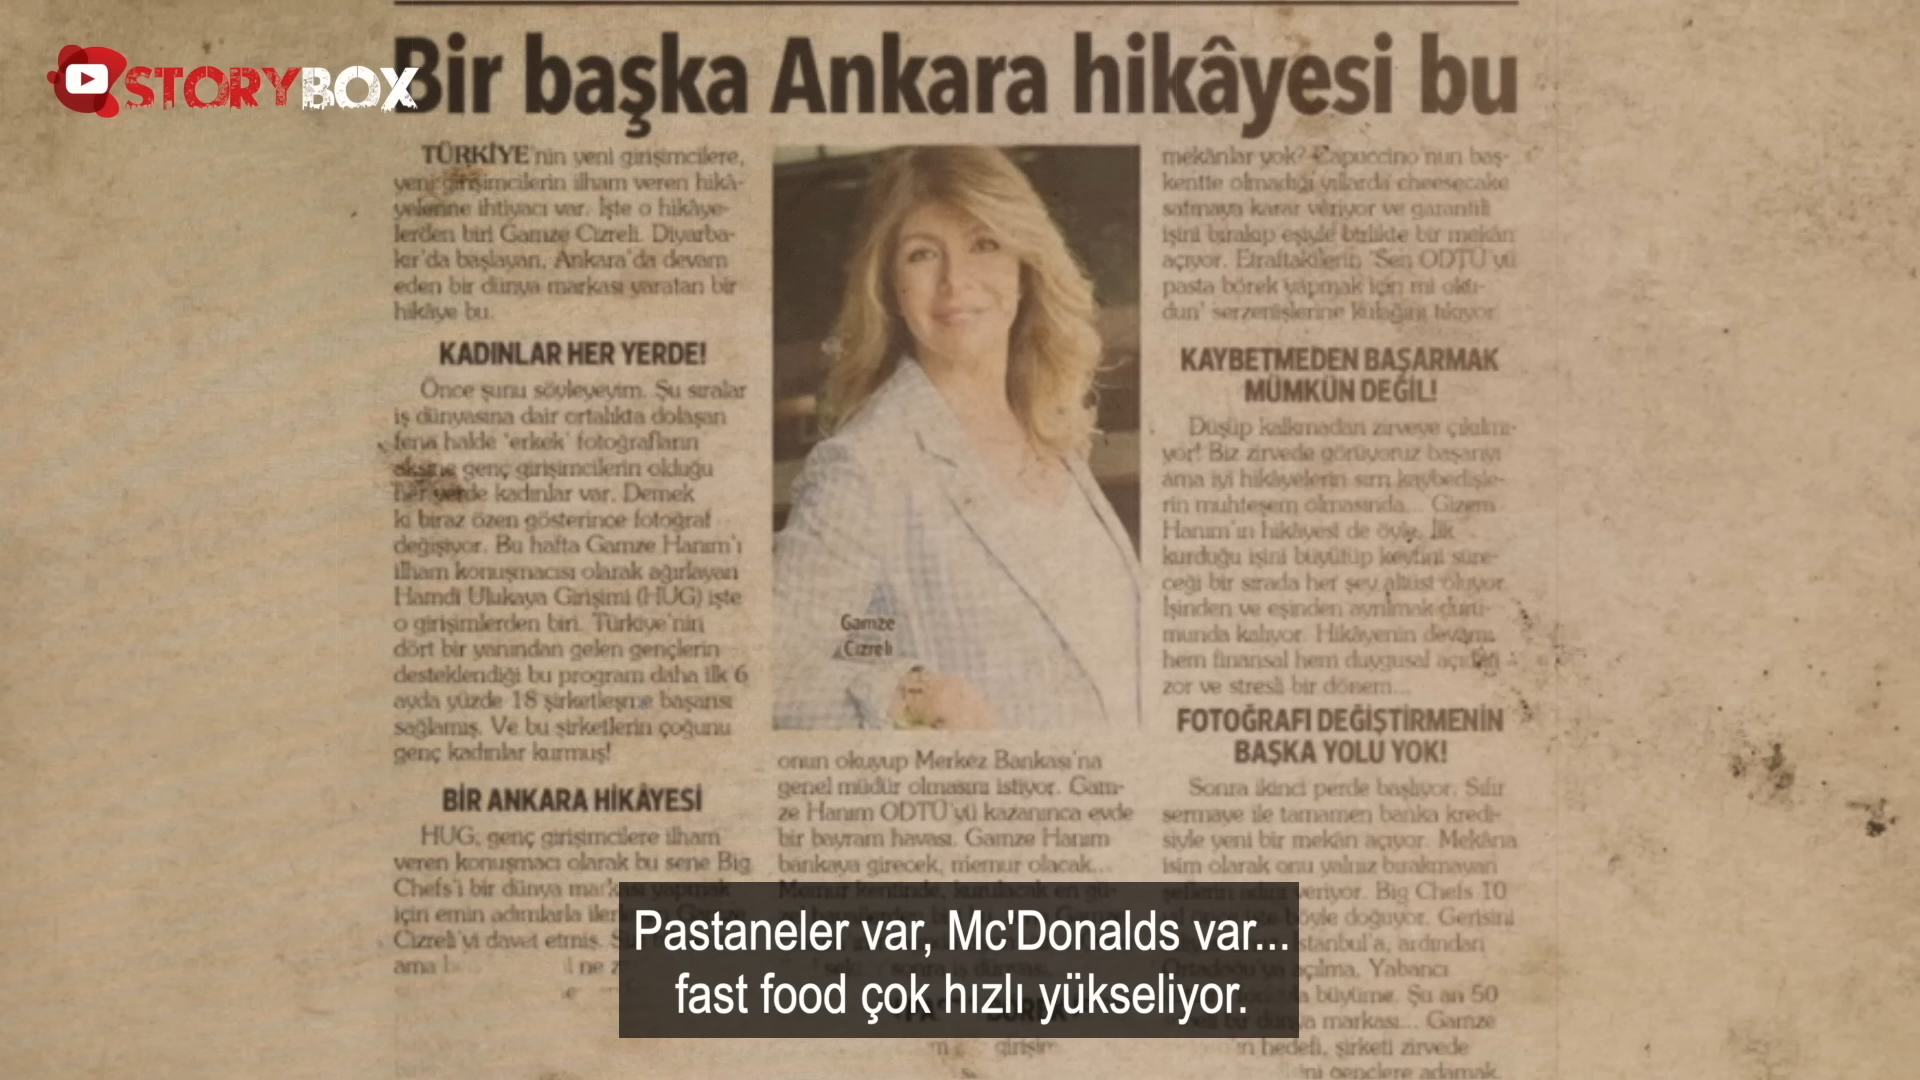 STORYBOX
Bir başka Ankara hikâyesi bu
TÜRKİYE'nin yeni girişimcilere,
yeni girişimcilerin ilham veren hikâ-
yelerine ihtiyacı var. İşte o hikâye-
lerden biri Gamze Cizreli. Diyarba-
kır'da başlayan, Ankara'da devam
eden bir dünya markası yaratan bir
hikâye bu.
KADINLAR HER YERDE!
Önce şunu söyleyeyim. Şu sıralar
iş dünyasına dair ortalıkta dolaşan
fena halde 'erkek' fotoğrafların
aksine genç girişimcilerin olduğu
her yerde kadınlar var. Demek
ki biraz özen gösterince fotoğraf
değişiyor. Bu hafta Gamze Hanım'ı
ilham konuşmacısı olarak ağırlayan
Hamdi Ulukaya Girişimi (HUG) işte
o girişimlerden biri. Türkiye'nin
dört bir yanından gelen gençlerin
desteklendiği bu program daha ilk 6
ayda yüzde 18 şirketleşme başarısı
sağlamış. Ve bu şirketlerin çoğunu
genç kadınlar kurmuş!
BİR ANKARA HİKÂYESİ
HUG, genç girişimcilere ilham
veren konuşmacı olarak bu sene Big
Chefs'i bir dünya markası yapmak
için emin adımlarla
Cizreli'yi davet etmiş.
ama
Gamze
Cizreli
onun okuyup Merkez Bankası'na
genel müdür olmasını istiyor. Gam-
ze Hanım ODTÜ'yü kazanınca evde
bir bayram havası. Gamze Hanım
bankaya girecek, memur olacak...
Memur kentinde, kurulacak en gü-
mekânlar yok? Capuccino'nun baş-
kentte olmadığı yıllarda cheesecake
satmaya karar veriyor ve garantili
işini bırakıp eşiyle birlikte bir mekân
açıyor. Etraftakilerin 'Sen ODTÜ'yü
pasta börek yapmak için mi oku-
dun' serzenişlerine kulağını tıkıyor.
KAYBETMEDEN BAŞARMAK
MÜMKÜN DEĞİL!
Düşüp kalkmadan zirveye çıkılmı-
yor! Biz zirvede görüyoruz başarıyı
ama iyi hikâyelerin sırrı kaybedişle-
rin muhteşem olmasında... Gizem
Hanım'ın hikâyesi de öyle. İlk
kurduğu işini büyütüp keyfini süre-
ceği bir sırada her şey altüst oluyor.
İşinden ve eşinden ayrılmak duru-
munda kalıyor. Hikâyenin devamı
hem finansal hem duygusal açıdan
zor ve stresli bir dönem...
FOTOĞRAFI DEĞİŞTİRMENİN
BAŞKA YOLU YOK!
Sonra ikinci perde başlıyor. Sıfır
sermaye ile tamamen banka kredi-
siyle yeni bir mekân açıyor. Mekâna
isim olarak onu yalnız bırakmayan
şeflerin adını veriyor. Big Chefs 10
böyle doğuyor. Gerisini
ardından
Ortadoğu'ya açılma. Yabancı
büyüme. Şu an 50
bir dünya markası... Gamze
hedefi, şirketi zirvede
gençlere adamak.
girişim
Pastaneler var, Mc'Donalds var...
fast food çok hızlı yükseliyor.